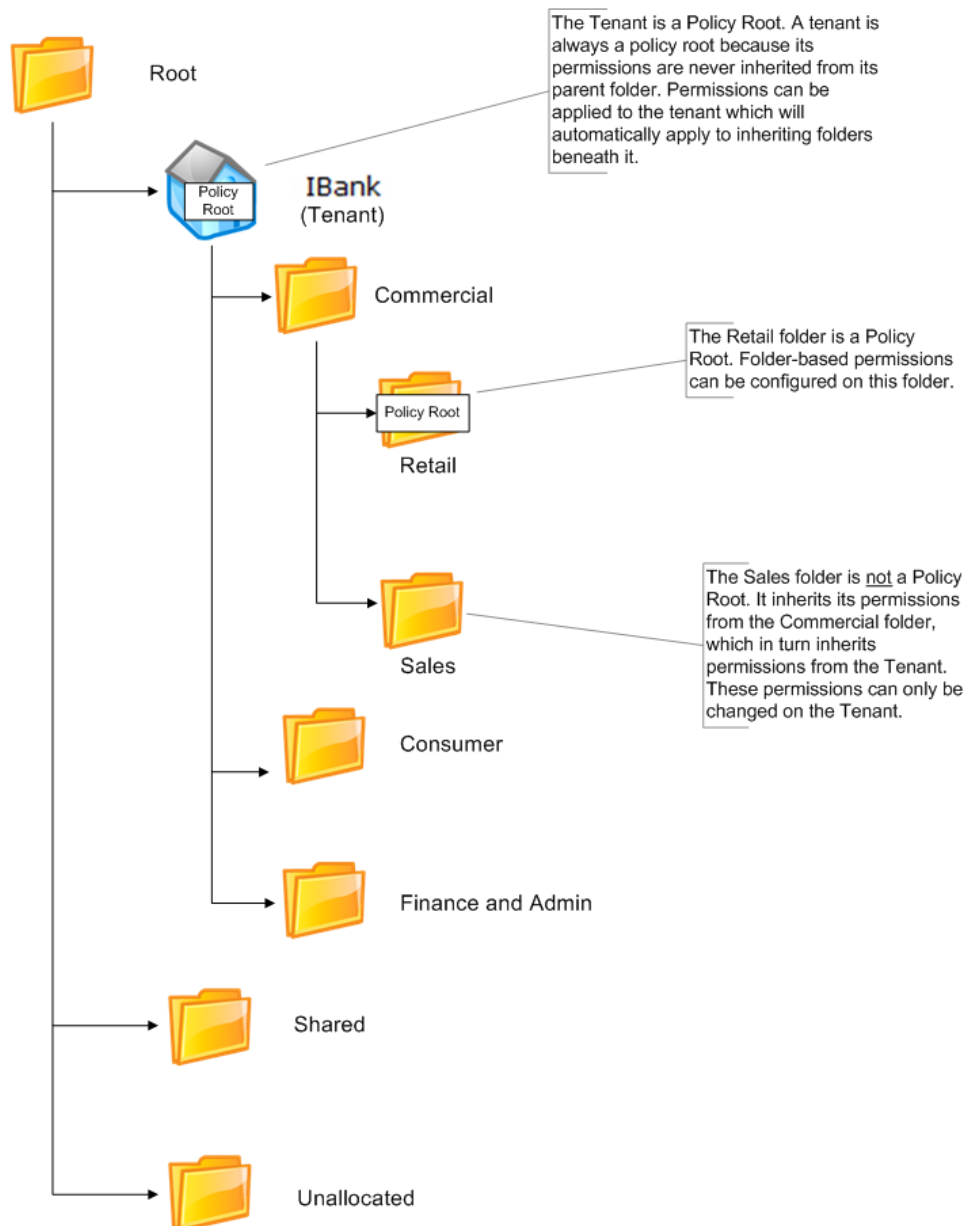 The Tenant is a Policy Root. A tenant is
always a policy root because its
permissions are never inherited from its
parent folder. Permissions can be
applied to the tenant which will
automatically apply to inheriting folders
beneath it.
Root
Policy
Root
IBank
(Tenant)
Commercial
The Retail folder is a Policy
Root. Folder-based permissions
can be configured on this folder.
Policy Root
Retail
The Sales folder is not a Policy
Root. It inherits its permissions
from the Commercial folder,
which in turn inherits
permissions from the Tenant.
These permissions can only be
changed on the Tenant.
Sales
Consumer
Finance and Admin
Shared
Unallocated